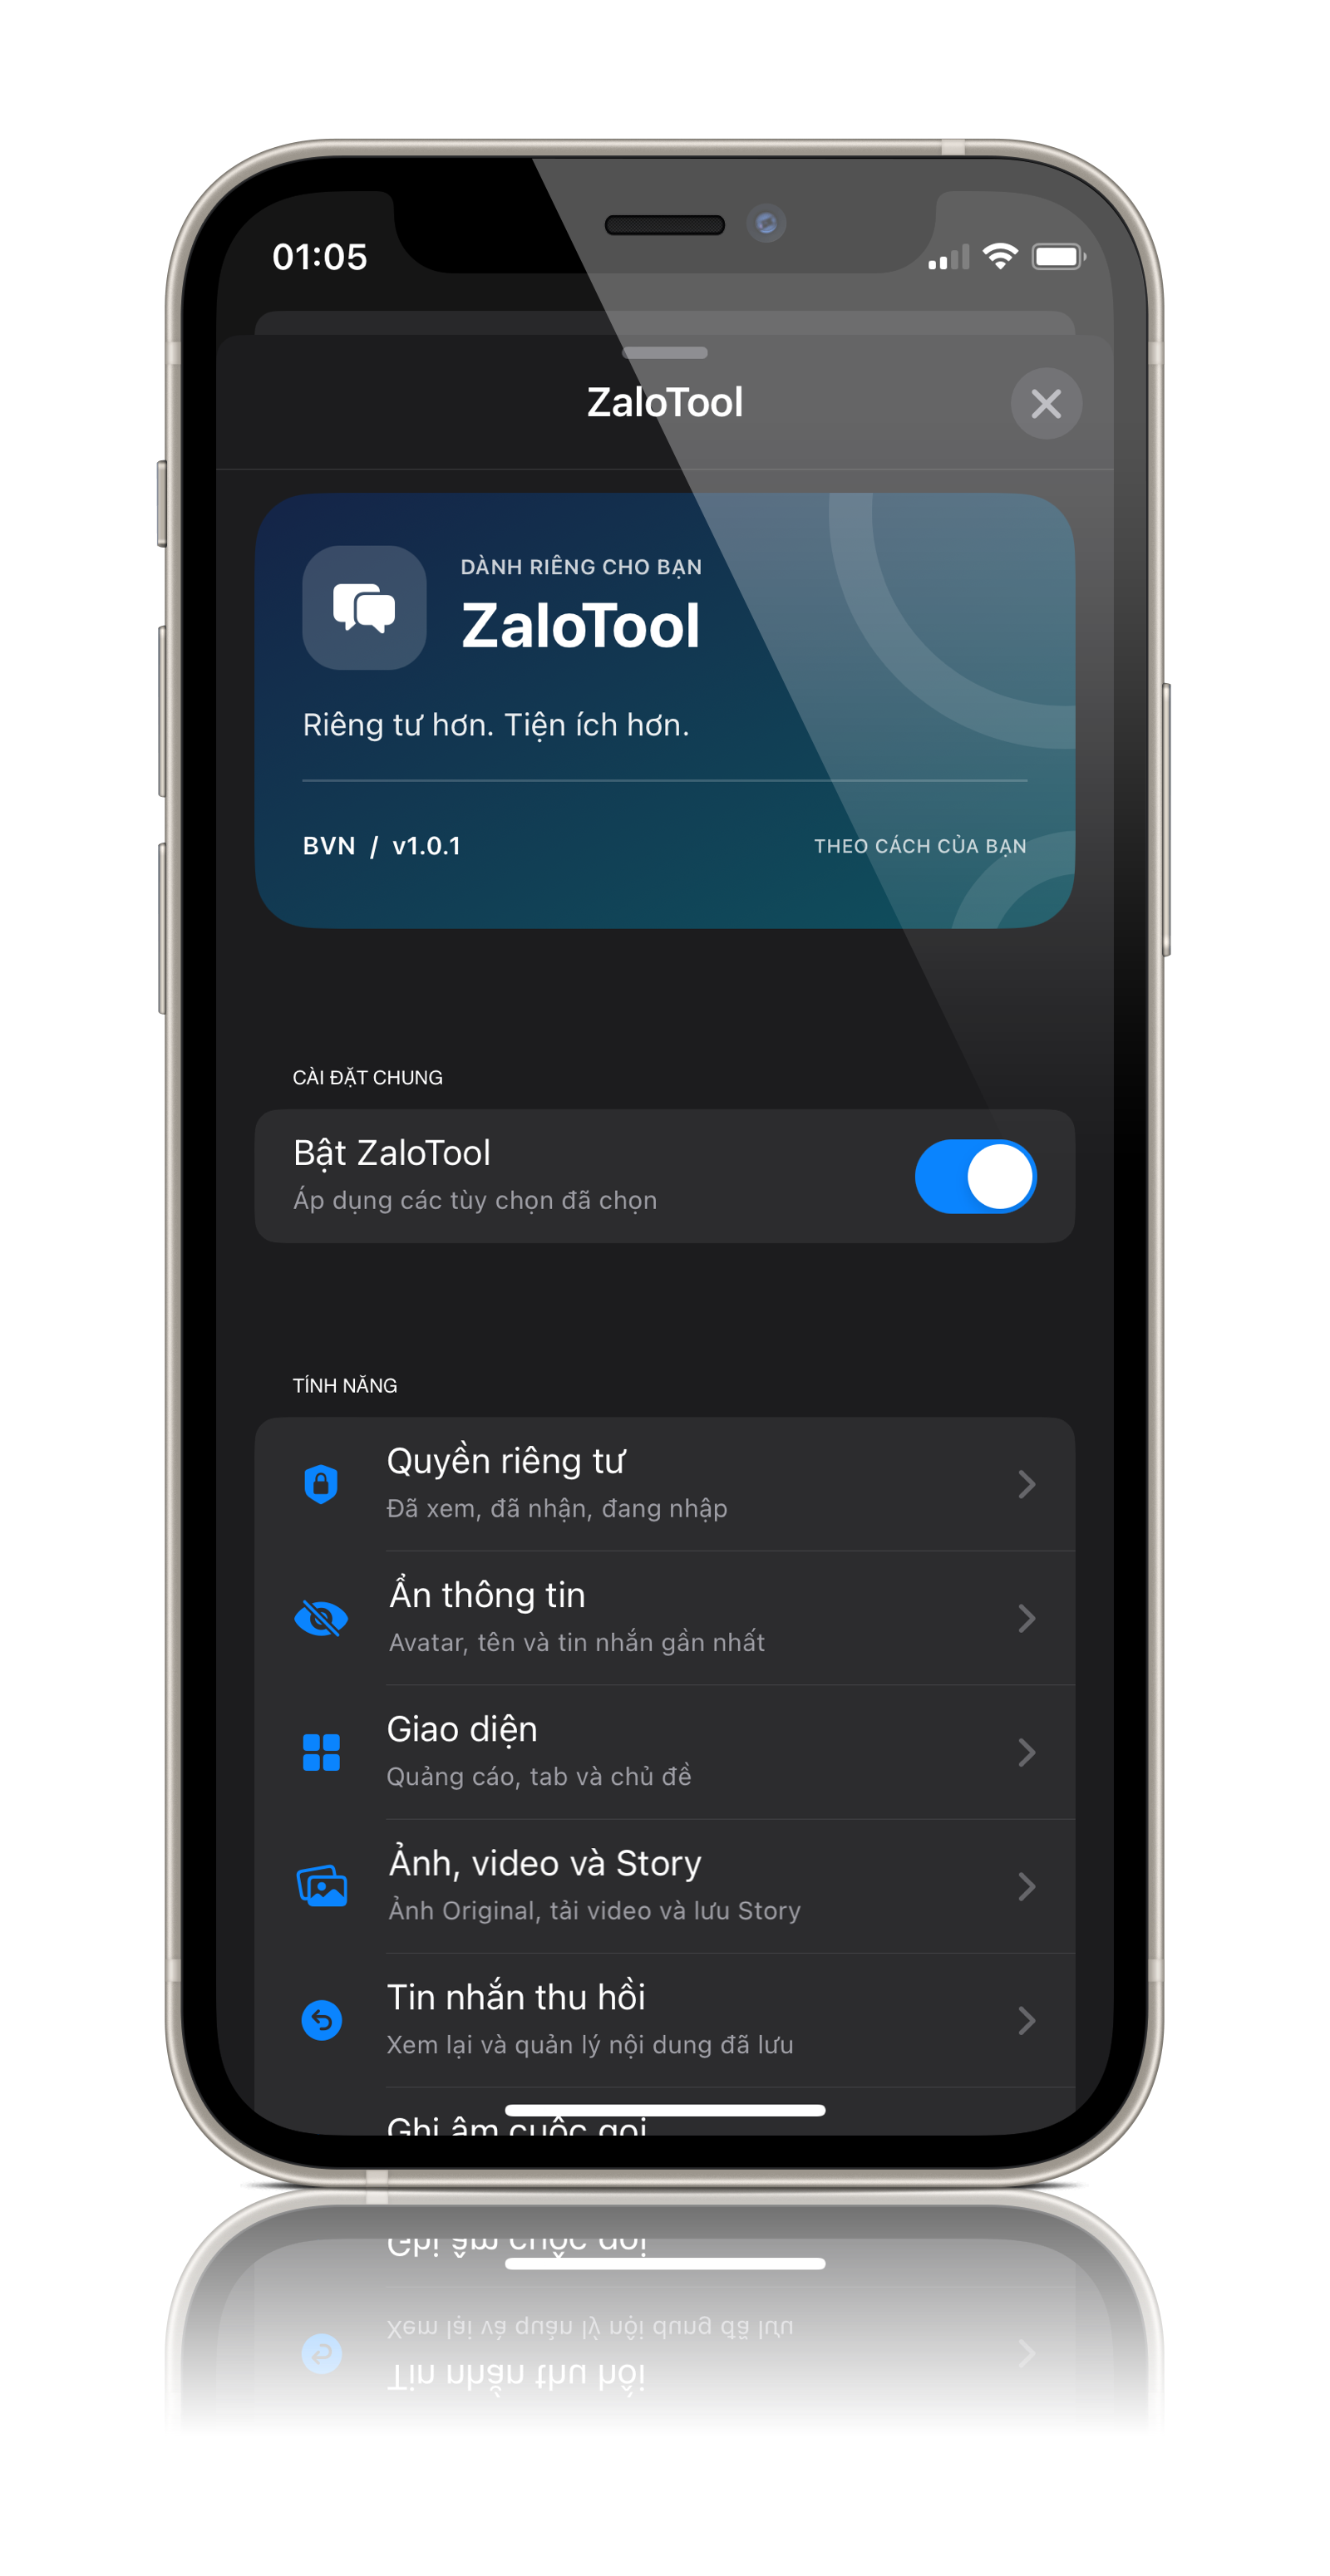 01:05
ZaloTool
DÀNH RIÊNG CHO BẠN
ZaloTool
Riêng tư hơn. Tiện ích hơn.
BVN / v1.0.1
THEO CÁCH CỦA BẠN
CÀI ĐẶT CHUNG
Bật ZaloTool
Áp dụng các tùy chọn đã chọn
TÍNH NĂNG
Quyền riêng tư
Đã xem, đã nhận, đang nhập
Ẩn thông tin
Avatar, tên và tin nhắn gần nhất
Giao diện
Quảng cáo, tab và chủ đề
Ảnh, video và Story
Ảnh Original, tải video và lưu Story
Tin nhắn thu hồi
Xem lại và quản lý nội dung đã lưu
Ghi âm cuộc gọi